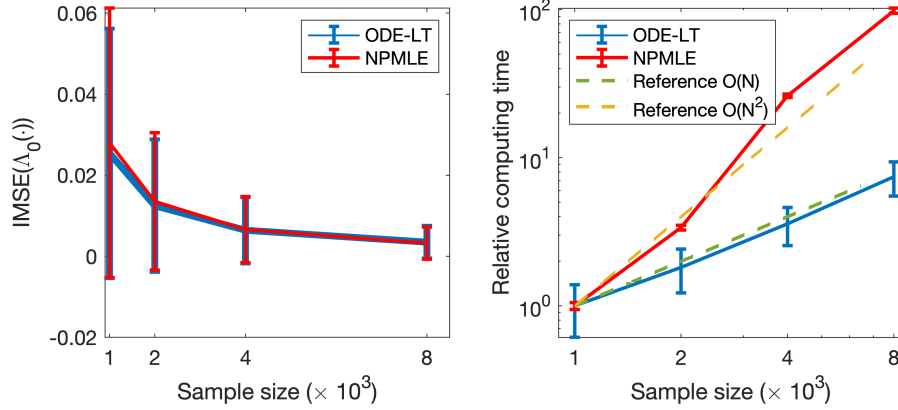 IMSE(Λ₀(·))
0.06
0.04
0.02
0
-0.02
1
2
4
8
Sample size (× 10³)
ODE-LT
NPMLE
Relative computing time
10²
10¹
10⁰
1
2
4
8
Sample size (× 10³)
ODE-LT
NPMLE
Reference O(N)
Reference O(N²)